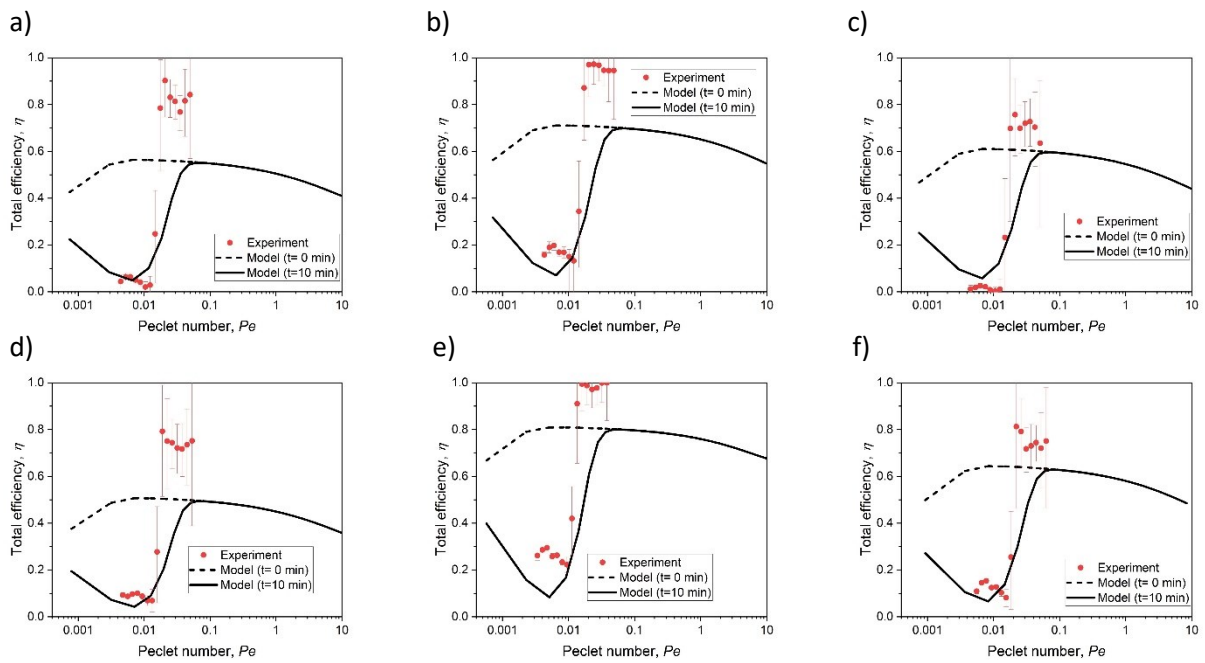 a)
1.0
0.8
0.6
0.4
0.2
0.0
Total efficiency, η
Experiment
Model (t= 0 min)
Model (t=10 min)
0.001 0.01 0.1 1 10
Peclet number, Pe
b)
1.0
0.8
0.6
0.4
0.2
0.0
Total efficiency, η
Experiment
Model (t= 0 min)
Model (t=10 min)
0.001 0.01 0.1 1 10
Peclet number, Pe
c)
1.0
0.8
0.6
0.4
0.2
0.0
Total efficiency, η
Experiment
Model (t= 0 min)
Model (t=10 min)
0.001 0.01 0.1 1 10
Peclet number, Pe
d)
1.0
0.8
0.6
0.4
0.2
0.0
Total efficiency, η
Experiment
Model (t= 0 min)
Model (t=10 min)
0.001 0.01 0.1 1 10
Peclet number, Pe
e)
1.0
0.8
0.6
0.4
0.2
0.0
Total efficiency, η
Experiment
Model (t= 0 min)
Model (t=10 min)
0.001 0.01 0.1 1 10
Peclet number, Pe
f)
1.0
0.8
0.6
0.4
0.2
0.0
Total efficiency, η
Experiment
Model (t= 0 min)
Model (t=10 min)
0.001 0.01 0.1 1 10
Peclet number, Pe